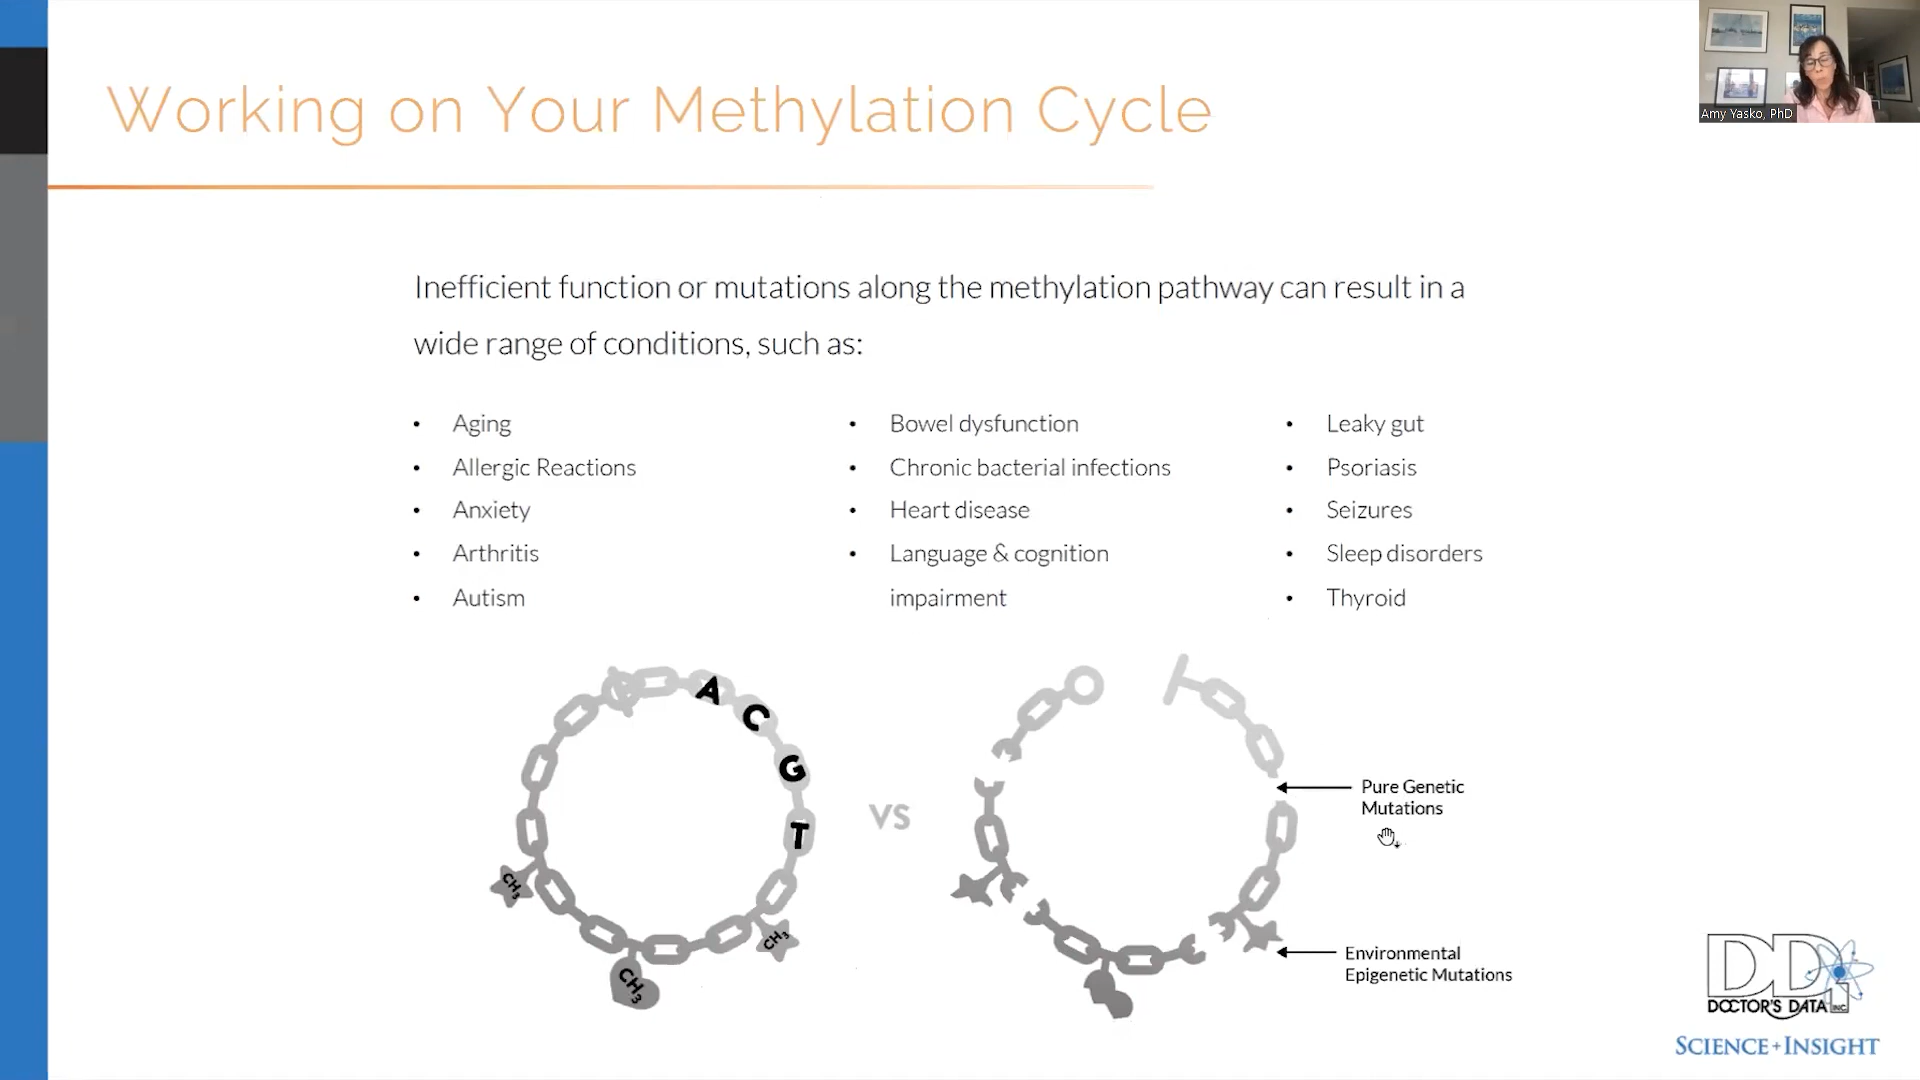 Working on Your Methylation Cycle
Amy Yasko, PhD
Inefficient function or mutations along the methylation pathway can result in a
wide range of conditions, such as:
• Aging
• Allergic Reactions
• Anxiety
• Arthritis
• Autism
• Bowel dysfunction
• Chronic bacterial infections
• Heart disease
• Language & cognition
impairment
• Leaky gut
• Psoriasis
• Seizures
• Sleep disorders
• Thyroid
A
C
G
T
CH3
CH3
CH3
VS
Pure Genetic
Mutations
Environmental
Epigenetic Mutations
DDI
DOCTOR'S DATA INC.
SCIENCE + INSIGHT